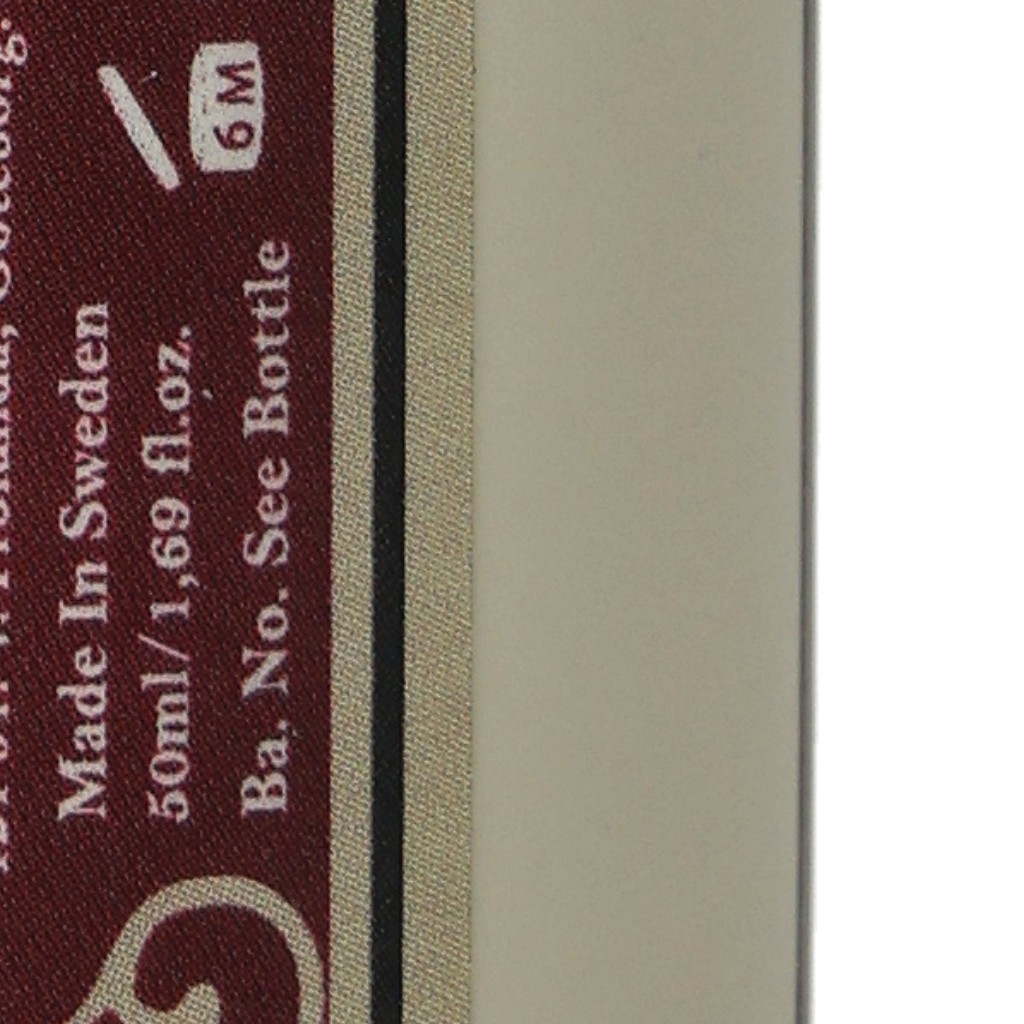 Made In Sweden
50ml/1,69 fl.oz.
Ba. No. See Bottle
6M